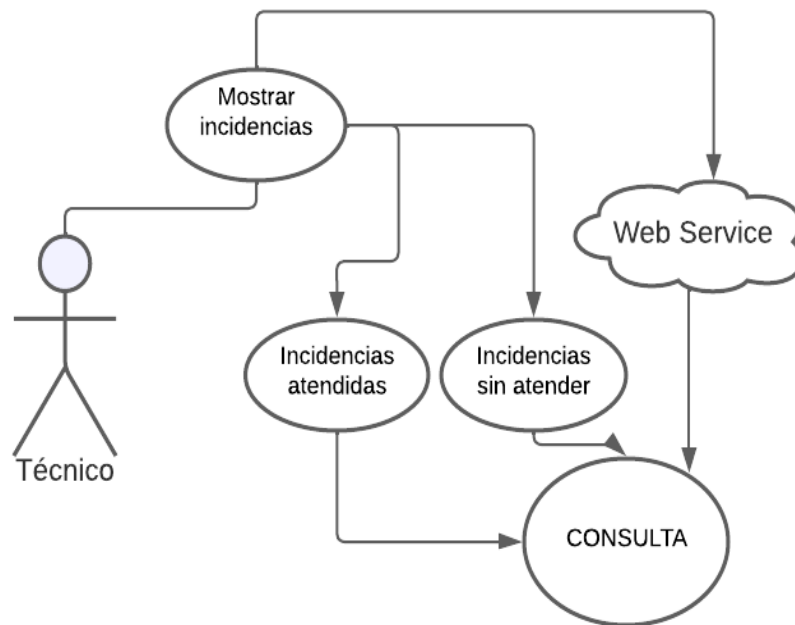 Mostrar
incidencias
Web Service
Incidencias
atendidas
Incidencias
sin atender
Técnico
CONSULTA